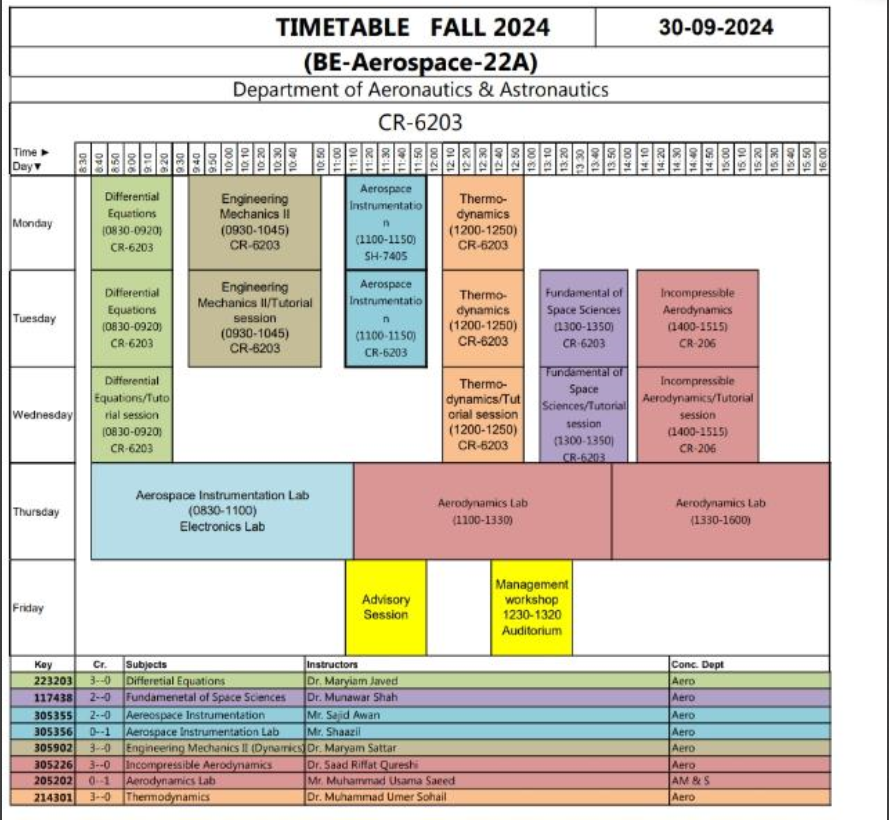 TIMETABLE FALL 2024 30-09-2024
(BE-Aerospace-22A)
Department of Aeronautics & Astronautics
CR-6203
Time ►
Day▼
8:30 8:40 8:50 9:00 9:10 9:20 9:30 9:40 9:50 10:00 10:10 10:20 10:30 10:40 10:50 11:00 11:10 11:20 11:30 11:40 11:50 12:00 12:10 12:20 12:30 12:40 12:50 13:00 13:10 13:20 13:30 13:40 13:50 14:00 14:10 14:20 14:30 14:40 14:50 15:00 15:10 15:20 15:30 15:40 15:50 16:00
Monday
Differential
Equations
(0830-0920)
CR-6203
Engineering
Mechanics II
(0930-1045)
CR-6203
Aerospace
Instrumentatio
n
(1100-1150)
SH-7405
Thermo-
dynamics
(1200-1250)
CR-6203
Tuesday
Differential
Equations
(0830-0920)
CR-6203
Engineering
Mechanics II/Tutorial
session
(0930-1045)
CR-6203
Aerospace
Instrumentatio
n
(1100-1150)
CR-6203
Thermo-
dynamics
(1200-1250)
CR-6203
Fundamental of
Space Sciences
(1300-1350)
CR-6203
Incompressible
Aerodynamics
(1400-1515)
CR-206
Wednesday
Differential
Equations/Tuto
rial session
(0830-0920)
CR-6203
Thermo-
dynamics/Tut
orial session
(1200-1250)
CR-6203
Fundamental of
Space
Sciences/Tutorial
session
(1300-1350)
CR-6203
Incompressible
Aerodynamics/Tutorial
session
(1400-1515)
CR-206
Thursday
Aerospace Instrumentation Lab
(0830-1100)
Electronics Lab
Aerodynamics Lab
(1100-1330)
Aerodynamics Lab
(1330-1600)
Friday
Advisory
Session
Management
workshop
1230-1320
Auditorium
Key Cr. Subjects Instructors Conc. Dept
223203 3--0 Differetial Equations Dr. Maryiam Javed Aero
117438 2--0 Fundamenetal of Space Sciences Dr. Munawar Shah Aero
305355 2--0 Aereospace Instrumentation Mr. Sajid Awan Aero
305356 0--1 Aerospace Instrumentation Lab Mr. Shaazil Aero
305902 3--0 Engineering Mechanics II (Dynamics) Dr. Maryam Sattar Aero
305226 3--0 Incompressible Aerodynamics Dr. Saad Riffat Qureshi Aero
205202 0--1 Aerodynamics Lab Mr. Muhammad Usama Saeed AM & S
214301 3--0 Thermodynamics Dr. Muhammad Umer Sohail Aero